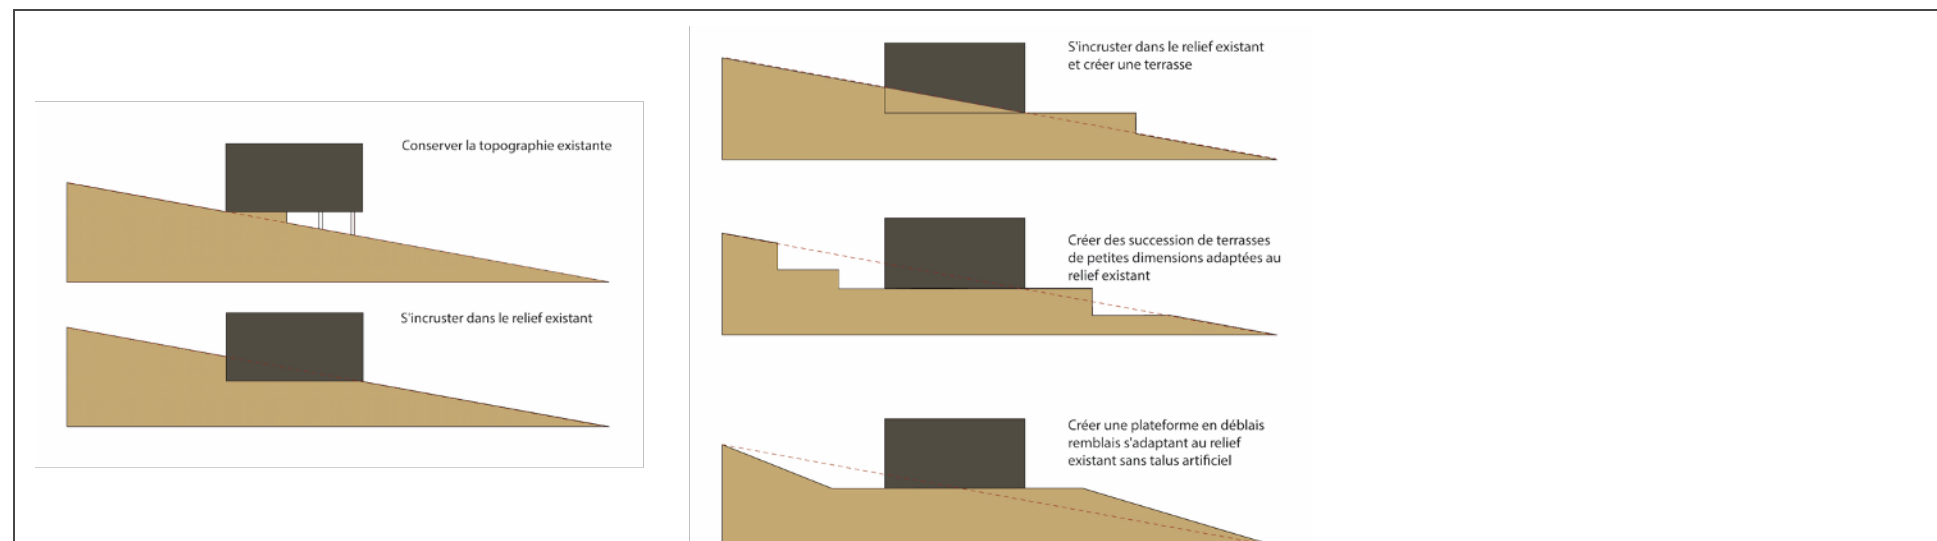 Conserver la topographie existante
S'incruster dans le relief existant
S'incruster dans le relief existant
et créer une terrasse
Créer des succession de terrasses
de petites dimensions adaptées au
relief existant
Créer une plateforme en déblais
remblais s'adaptant au relief
existant sans talus artificiel